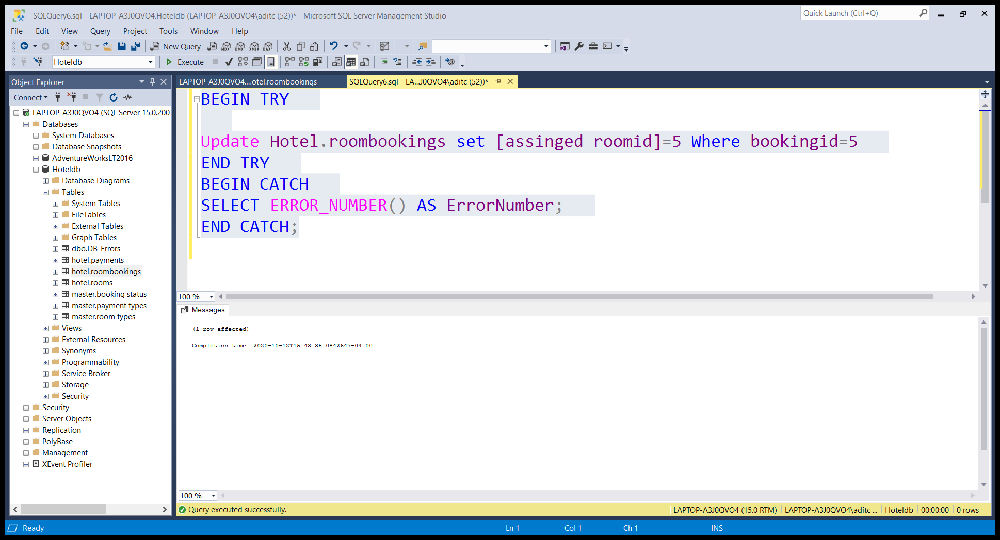 SQLQuery6.sql - LAPTOP-A3J0QVO4.Hoteldb (LAPTOP-A3J0QVO4\aditc (52))* - Microsoft SQL Server Management Studio
Quick Launch (Ctrl+Q)
File Edit View Query Project Tools Window Help
New Query MDX DMX XMLA DAX
Hoteldb Execute
Object Explorer
LAPTOP-A3J0QVO4....otel.roombookings
SQLQuery6.sql - LA...J0QVO4\aditc (52))*
Connect
LAPTOP-A3J0QVO4 (SQL Server 15.0.200
Databases
System Databases
Database Snapshots
AdventureWorksLT2016
Hoteldb
Database Diagrams
Tables
System Tables
FileTables
External Tables
Graph Tables
dbo.DB_Errors
hotel.payments
hotel.roombookings
hotel.rooms
master.booking status
master.payment types
master.room types
Views
External Resources
Synonyms
Programmability
Service Broker
Storage
Security
Security
Server Objects
Replication
PolyBase
Management
XEvent Profiler
BEGIN TRY
Update Hotel.roombookings set [assinged roomid]=5 Where bookingid=5
END TRY
BEGIN CATCH
SELECT ERROR_NUMBER() AS ErrorNumber;
END CATCH;
100 %
Messages
(1 row affected)
Completion time: 2020-10-12T15:43:35.0842647-04:00
100 %
Query executed successfully.
LAPTOP-A3J0QVO4 (15.0 RTM) LAPTOP-A3J0QVO4\aditc ... Hoteldb 00:00:00 0 rows
Ready Ln 1 Col 1 Ch 1 INS